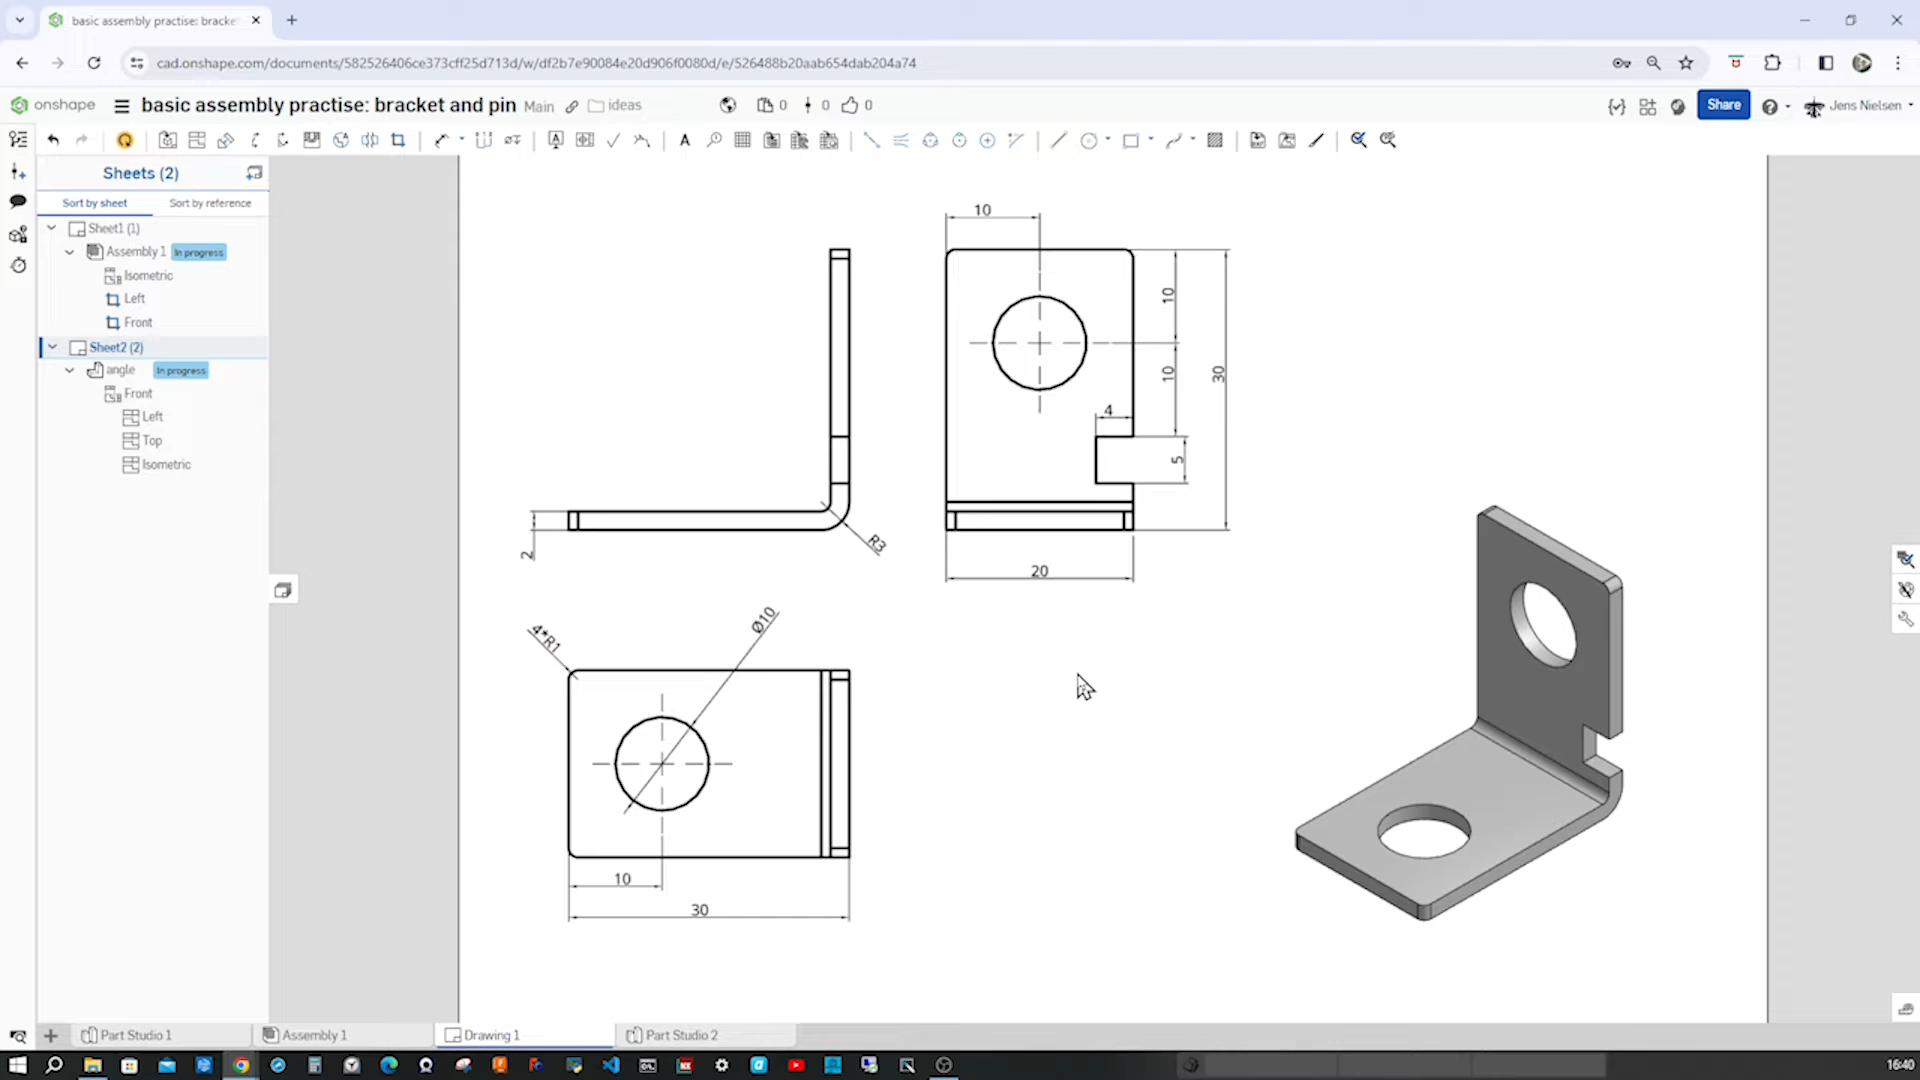 basic assembly practise: bracke
cad.onshape.com/documents/582526406ce373cff25d713d/w/df2b7e90084e20d906f0080d/e/526488b20aab654dab204a74
onshape basic assembly practise: bracket and pin Main ideas 0 0 0 Share Jens Nielsen
Sheets (2)
Sort by sheet Sort by reference
Sheet1 (1)
Assembly 1 In progress
Isometric
Left
Front
Sheet2 (2)
angle In progress
Front
Left
Top
Isometric
10
10
10
30
4
5
2
R3
20
4*R1
Ø10
10
30
Part Studio 1 Assembly 1 Drawing 1 Part Studio 2
16:40